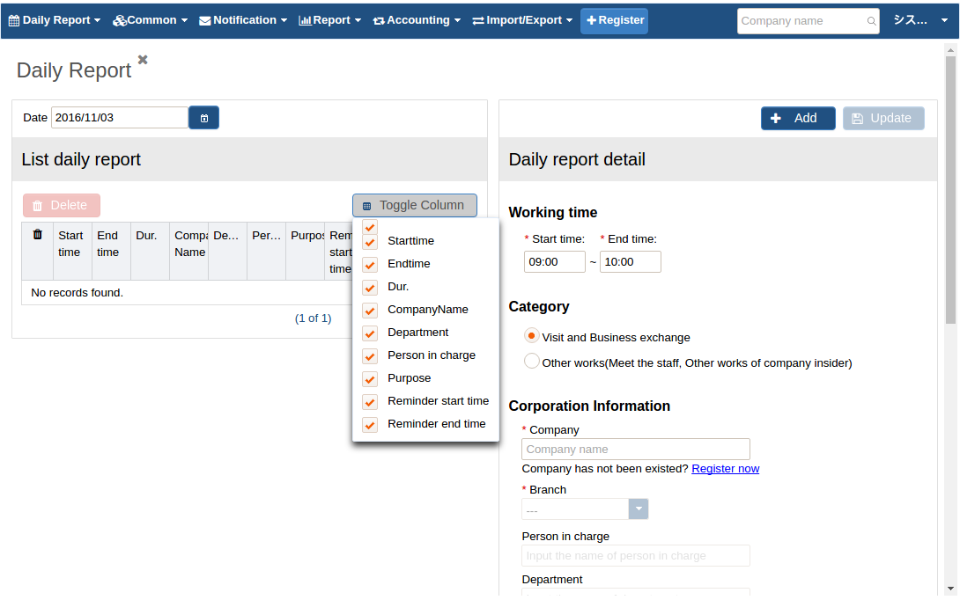 Daily Report Common Notification Report Accounting Import/Export Register Company name シス...
Daily Report
Date 2016/11/03
Add Update
List daily report
Daily report detail
Delete
Toggle Column
Start time
End time
Dur.
Name
De...
Per...
Starttime
Endtime
Dur.
CompanyName
Department
Person in charge
Purpose
Reminder start time
Reminder end time
No records found.
(1 of 1)
Working time
* Start time: * End time:
09:00 ~ 10:00
Category
Visit and Business exchange
Other works(Meet the staff, Other works of company insider)
Corporation Information
* Company
Company name
Company has not been existed? Register now
* Branch
---
Person in charge
Input the name of person in charge
Department